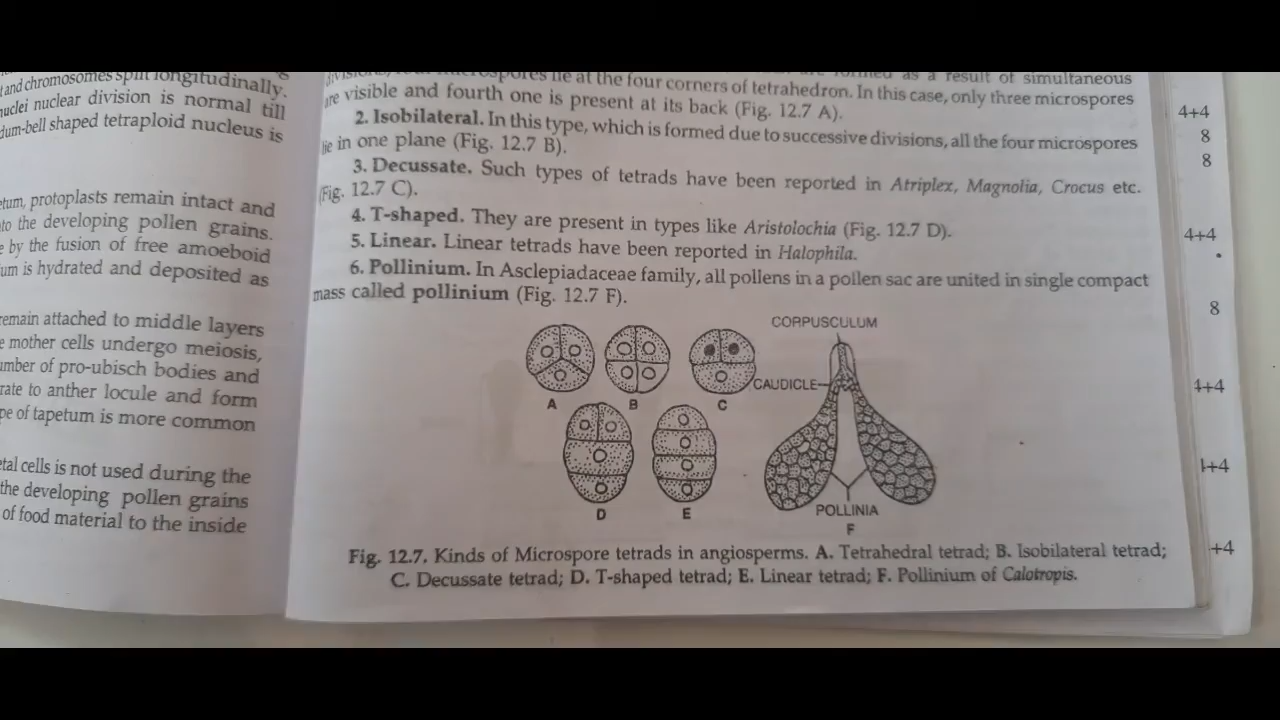 and chromosomes split longitudinally.
nuclei nuclear division is normal till
dum-bell shaped tetraploid nucleus is
etum, protoplasts remain intact and
to the developing pollen grains.
e by the fusion of free amoeboid
um is hydrated and deposited as
remain attached to middle layers
e mother cells undergo meiosis,
umber of pro-ubisch bodies and
rate to anther locule and form
pe of tapetum is more common
etal cells is not used during the
the developing pollen grains
of food material to the inside
as a result of simultaneous
lie at the four corners of tetrahedron. In this case, only three microspores
are visible and fourth one is present at its back (Fig. 12.7 A).
2. Isobilateral. In this type, which is formed due to successive divisions, all the four microspores
lie in one plane (Fig. 12.7 B).
3. Decussate. Such types of tetrads have been reported in Atriplex, Magnolia, Crocus etc.
(Fig. 12.7 C).
4. T-shaped. They are present in types like Aristolochia (Fig. 12.7 D).
5. Linear. Linear tetrads have been reported in Halophila.
6. Pollinium. In Asclepiadaceae family, all pollens in a pollen sac are united in single compact
mass called pollinium (Fig. 12.7 F).
CORPUSCULUM
CAUDICLE
A B C
D E
POLLINIA
F
Fig. 12.7. Kinds of Microspore tetrads in angiosperms. A. Tetrahedral tetrad; B. Isobilateral tetrad;
C. Decussate tetrad; D. T-shaped tetrad; E. Linear tetrad; F. Pollinium of Calotropis.
4+4
8
8
4+4
8
4+4
+4
+4